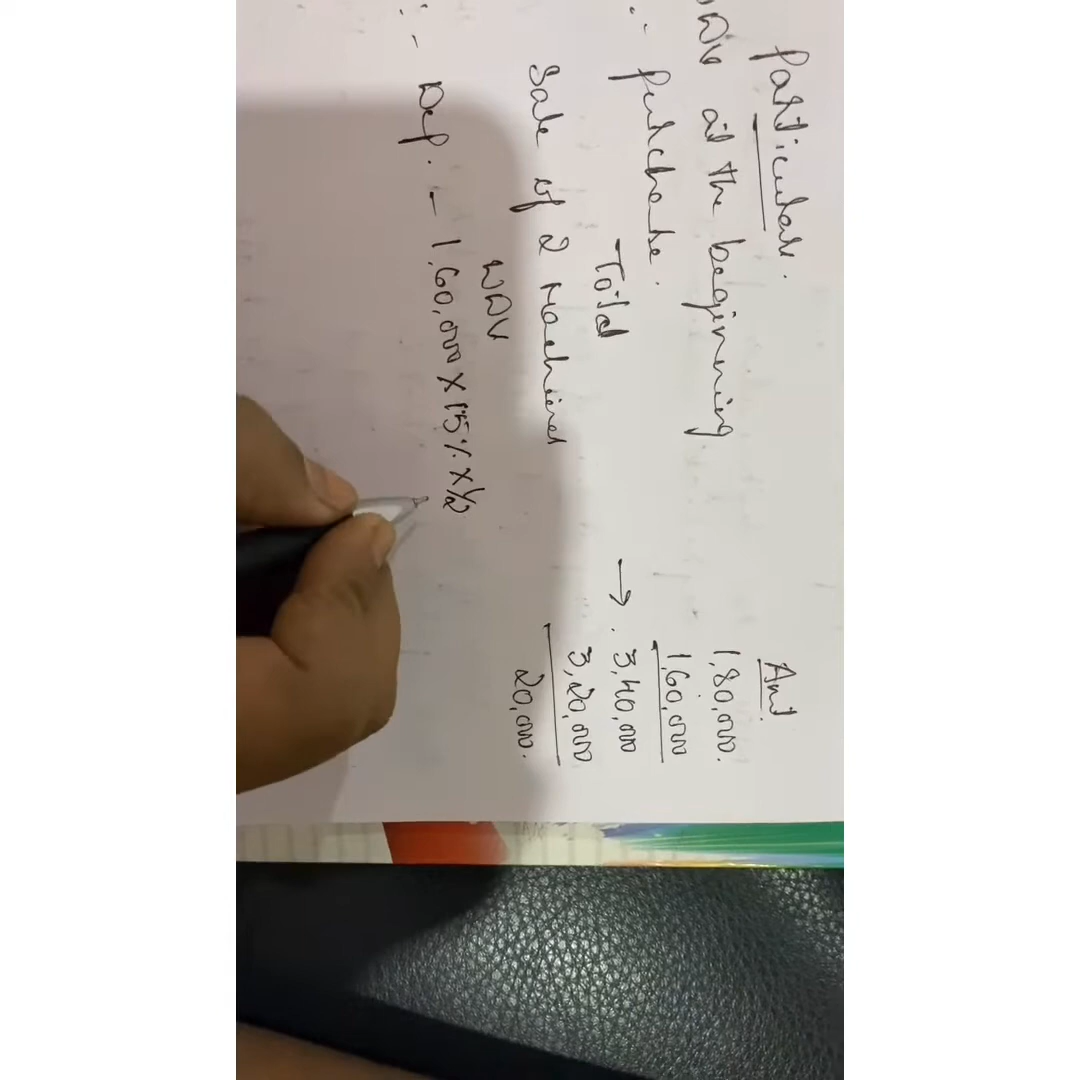 Particular. Amt.
WDV at the beginning 1,80,000.
:- Purchase. 1,60,000
Total → 3,40,000
Sale of 2 Machines 3,20,000
WDV 20,000.
:- Dep. - 1,60,000 x 15% x 1/2